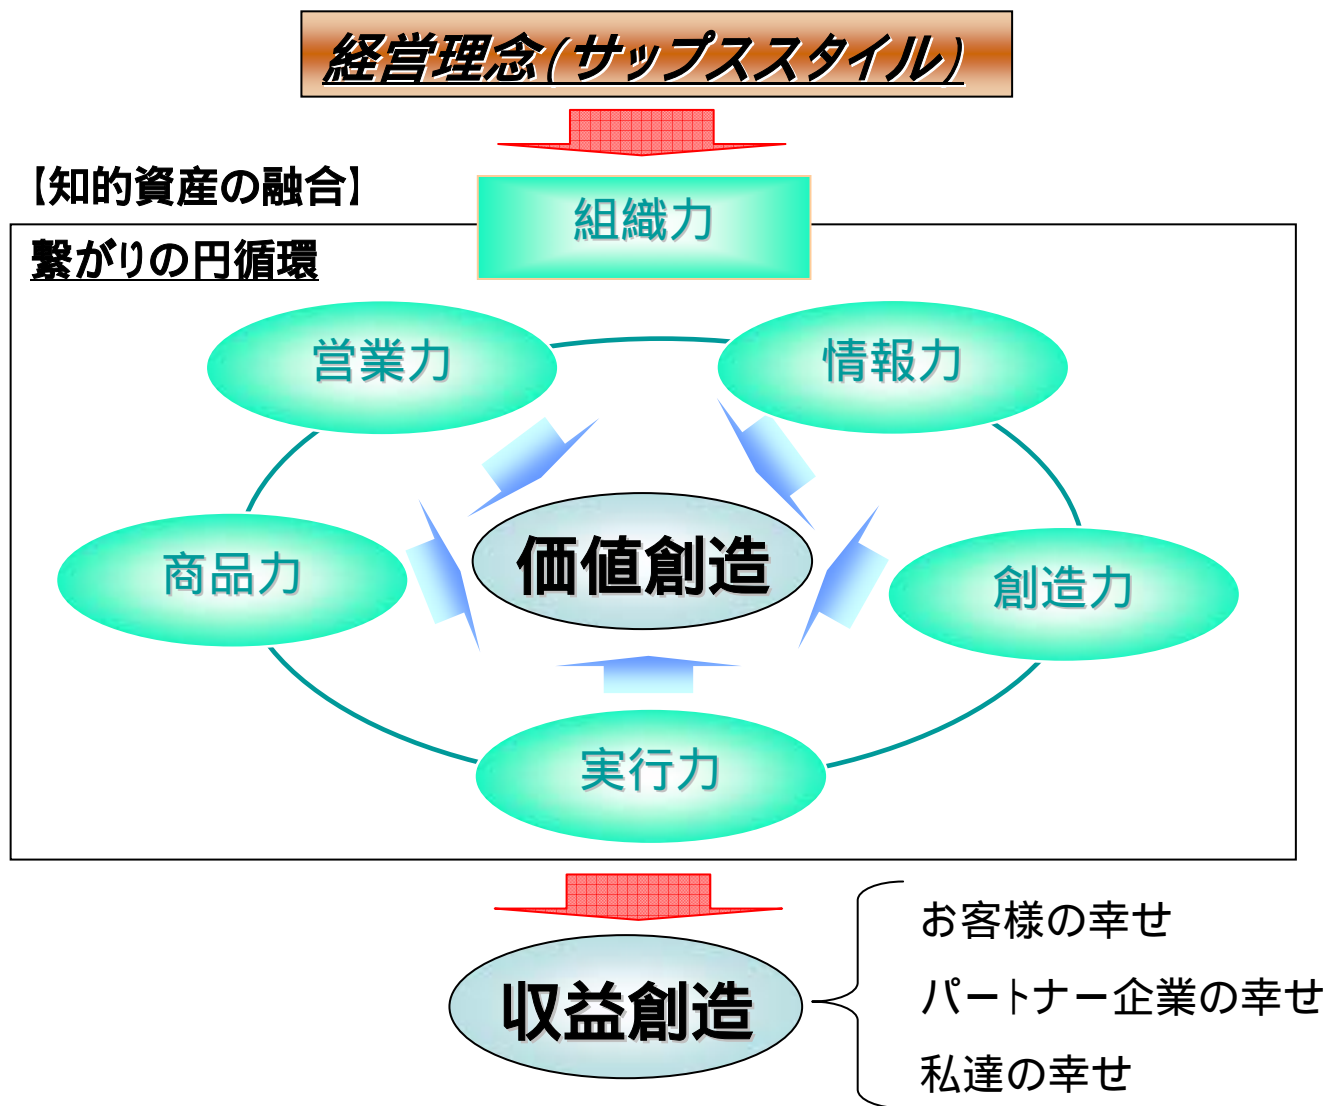 経営理念(サップススタイル)
【知的資産の融合】
組織力
繋がりの円循環
営業力
情報力
商品力
価値創造
創造力
実行力
収益創造
お客様の幸せ
パートナー企業の幸せ
私達の幸せ